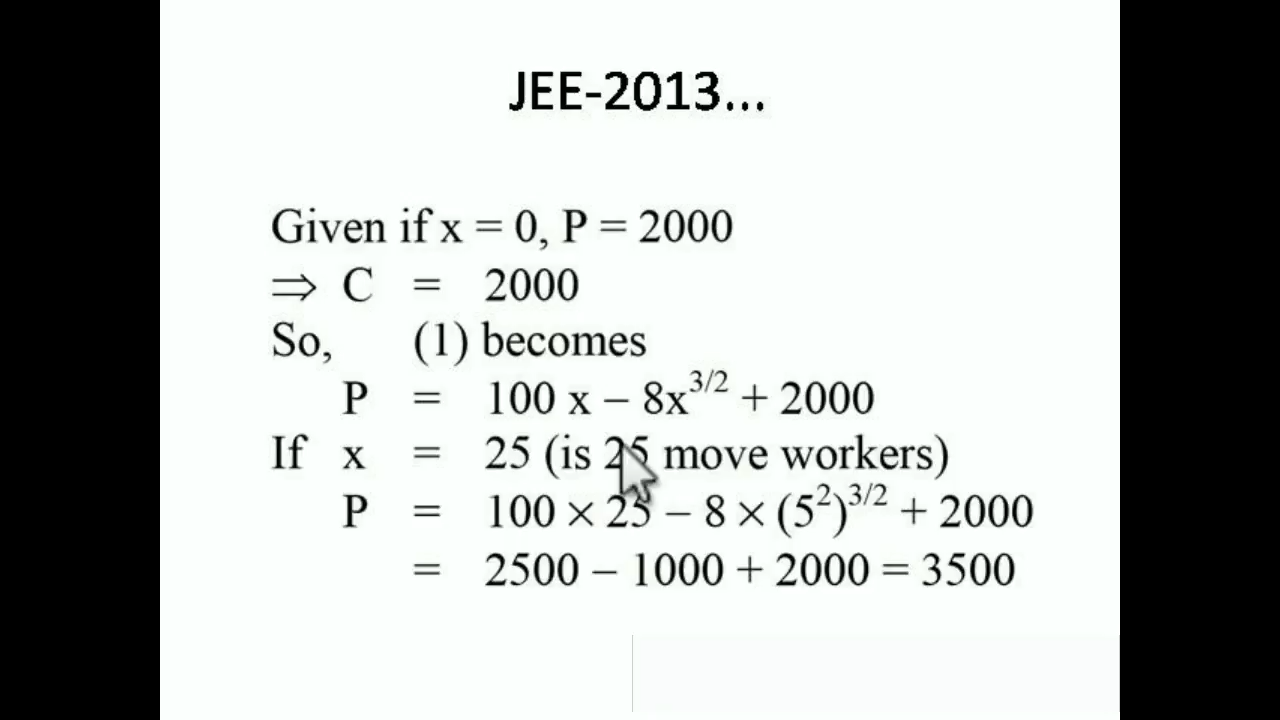 JEE-2013...
Given if x = 0, P = 2000
⇒ C = 2000
So, (1) becomes
P = 100 x – 8x^3/2 + 2000
If x = 25 (is 25 move workers)
P = 100 × 25 – 8 × (5^2)^3/2 + 2000
= 2500 – 1000 + 2000 = 3500